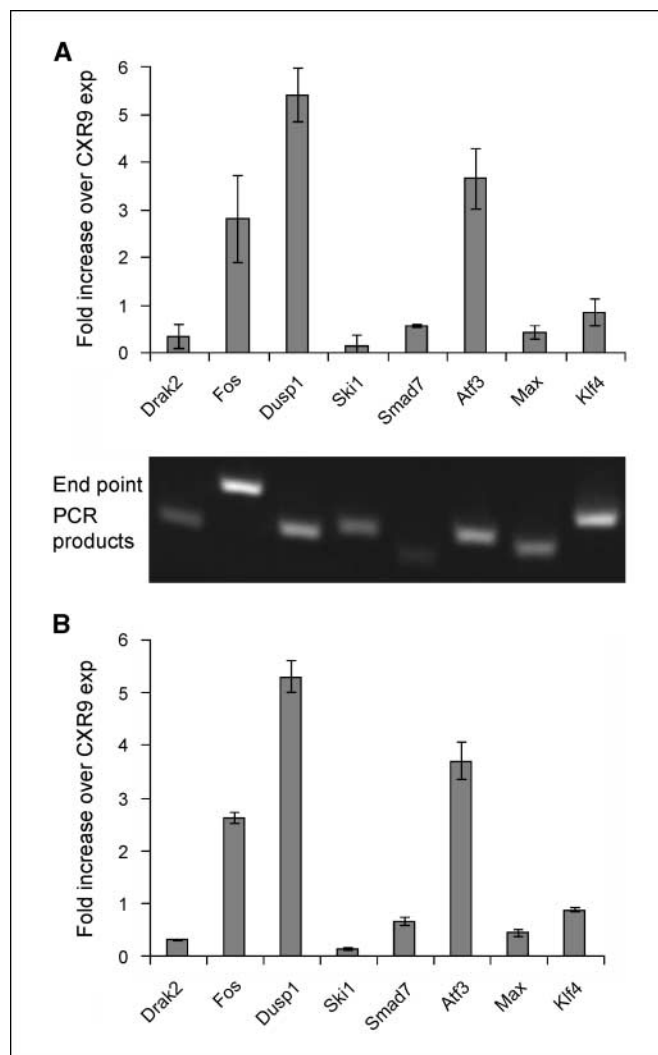 A
Fold increase over CXR9 exp
6
5
4
3
2
1
0
Drak2
Fos
Dusp1
Ski1
Smad7
Atf3
Max
Klf4
End point
PCR
products
B
Fold increase over CXR9 exp
6
5
4
3
2
1
0
Drak2
Fos
Dusp1
Ski1
Smad7
Atf3
Max
Klf4